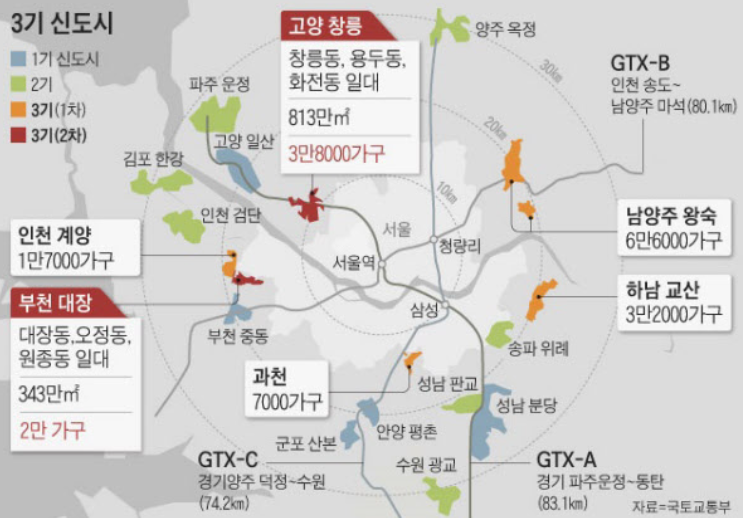 3기 신도시
1기 신도시
2기
3기(1차)
3기(2차)
고양 창릉
창릉동, 용두동,
화전동 일대
813만㎡
3만8000가구
양주 옥정
30km
GTX-B
인천 송도~
남양주 마석(80.1km)
파주 운정
고양 일산
20km
김포 한강
10km
인천 검단
서울
남양주 왕숙
6만6000가구
인천 계양
1만7000가구
청량리
서울역
하남 교산
3만2000가구
부천 대장
대장동,오정동,
원종동 일대
343만㎡
2만 가구
삼성
부천 중동
송파 위례
과천
7000가구
성남 판교
성남 분당
안양 평촌
군포 산본
수원 광교
GTX-C
경기양주 덕정~수원
(74.2km)
GTX-A
경기 파주운정~동탄
(83.1km)
자료=국토교통부